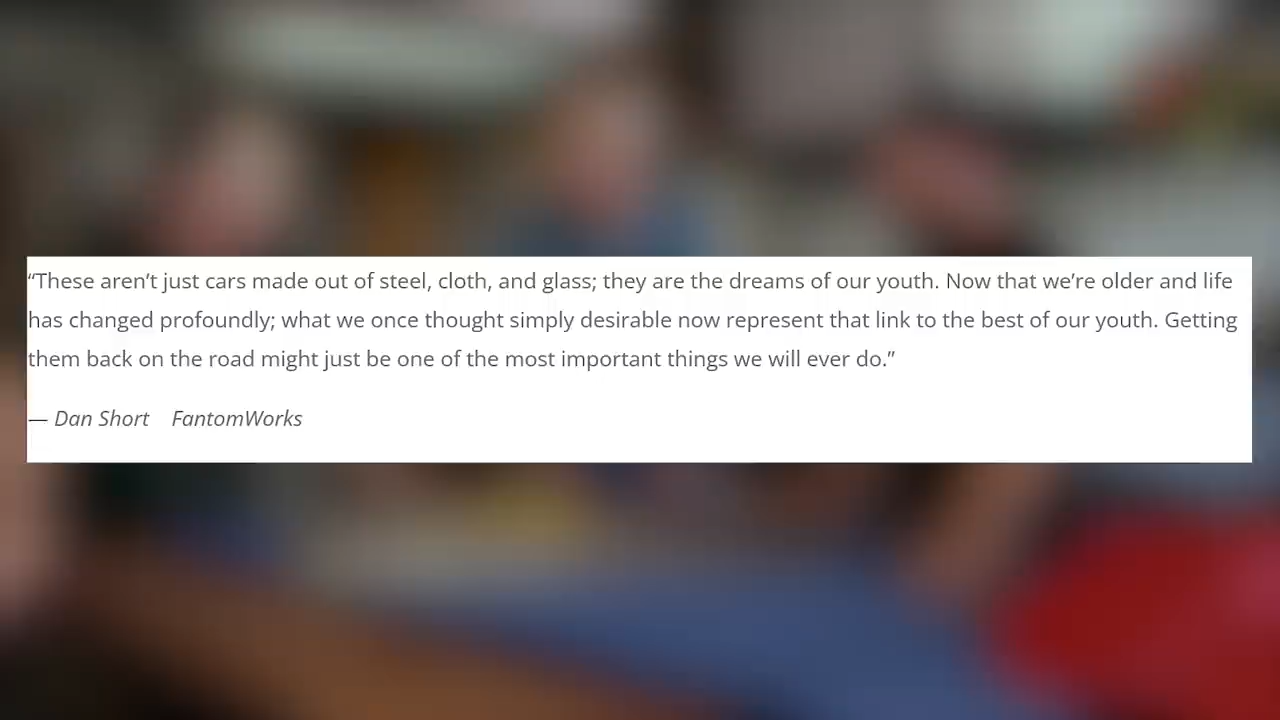 “These aren’t just cars made out of steel, cloth, and glass; they are the dreams of our youth. Now that we’re older and life
has changed profoundly; what we once thought simply desirable now represent that link to the best of our youth. Getting
them back on the road might just be one of the most important things we will ever do.”
— Dan Short FantomWorks